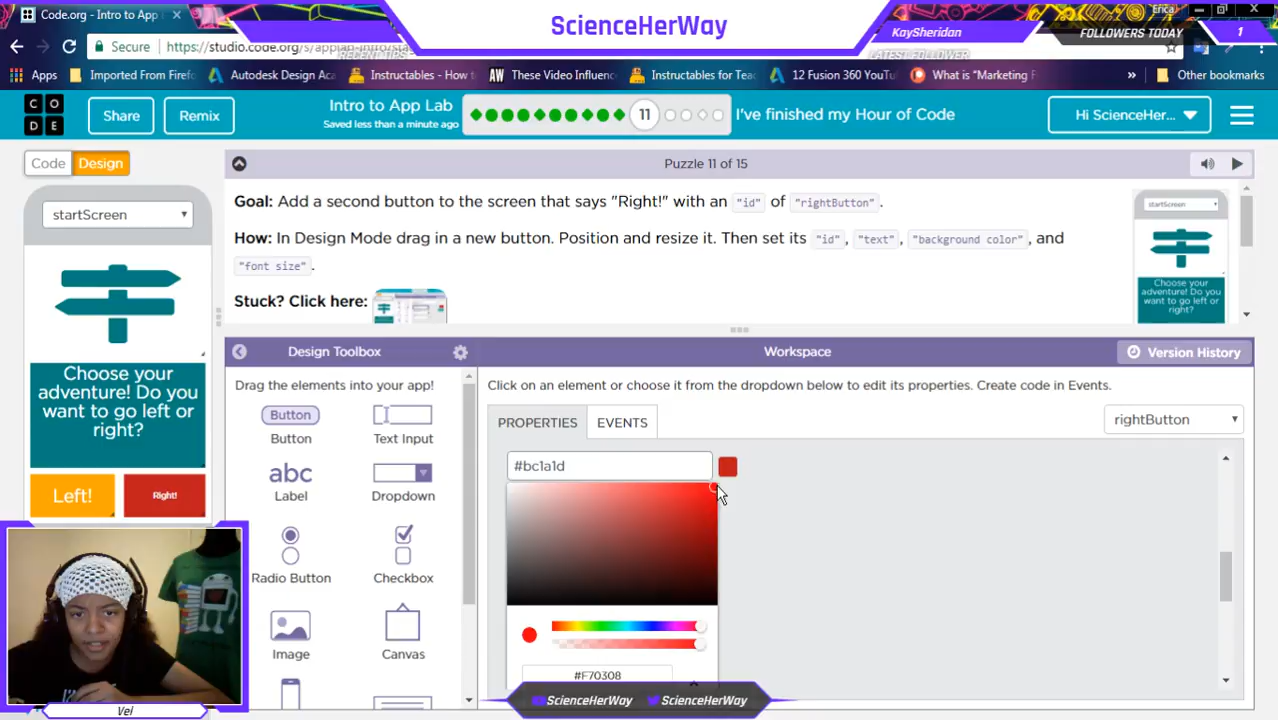 Code.org - Intro to App
ScienceHerWay
Erica
KaySheridan
FOLLOWERS TODAY
1
Secure
https://studio.code.org/s/applab-intro/sta
RECENT TIPS
LATEST FOLLOWER
Apps
Imported From Firef
Autodesk Design Aca
Instructables - How t
These Video Influenc
Instructables for Tea
12 Fusion 360 YouTu
What is "Marketing F
»
Other bookmarks
CODE
Share
Remix
Intro to App Lab
Saved less than a minute ago
11
I've finished my Hour of Code
Hi ScienceHer...
Code
Design
Puzzle 11 of 15
startScreen
Goal: Add a second button to the screen that says "Right!" with an "id" of "rightButton".
How: In Design Mode drag in a new button. Position and resize it. Then set its "id", "text", "background color", and
"font size".
Stuck? Click here:
startScreen
Choose your
adventure! Do you
want to go left or
right?
Choose your
adventure! Do you
want to go left or
right?
Left!
Right!
Design Toolbox
Workspace
Version History
Drag the elements into your app!
Click on an element or choose it from the dropdown below to edit its properties. Create code in Events.
Button
Button
Text Input
PROPERTIES
EVENTS
rightButton
abc
Label
Dropdown
#bc1a1d
Radio Button
Checkbox
Image
Canvas
#F70308
ScienceHerWay
ScienceHerWay
Vel